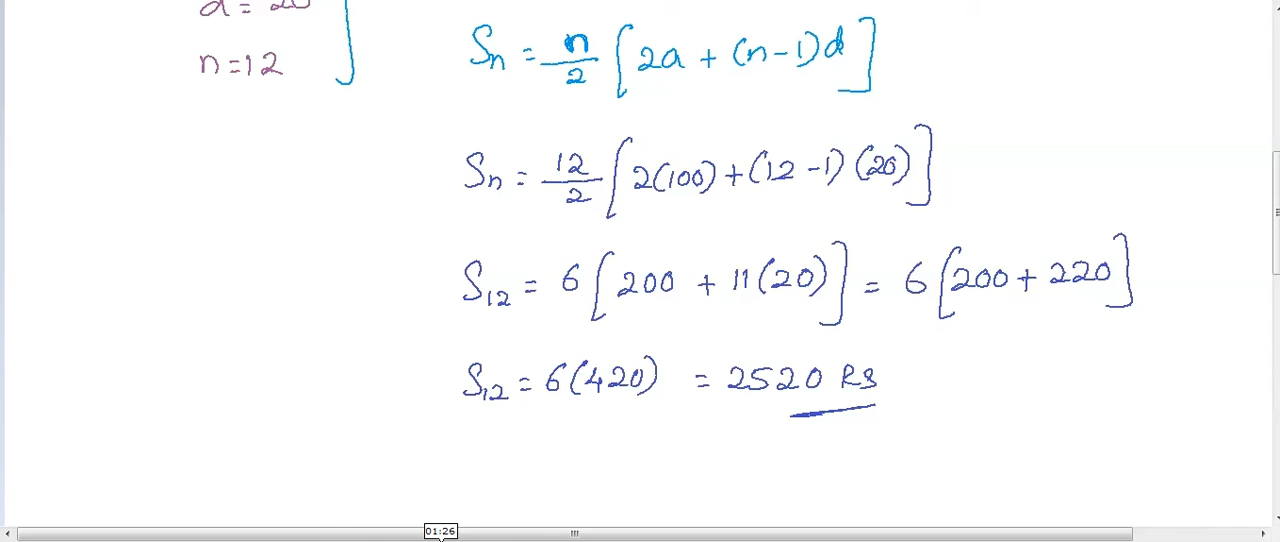 d = 20
n = 12
Sn = n/2 [2a + (n-1)d]
Sn = 12/2 [2(100) + (12-1)(20)]
S12 = 6 [200 + 11(20)] = 6 [200 + 220]
S12 = 6(420) = 2520 RS
01:26